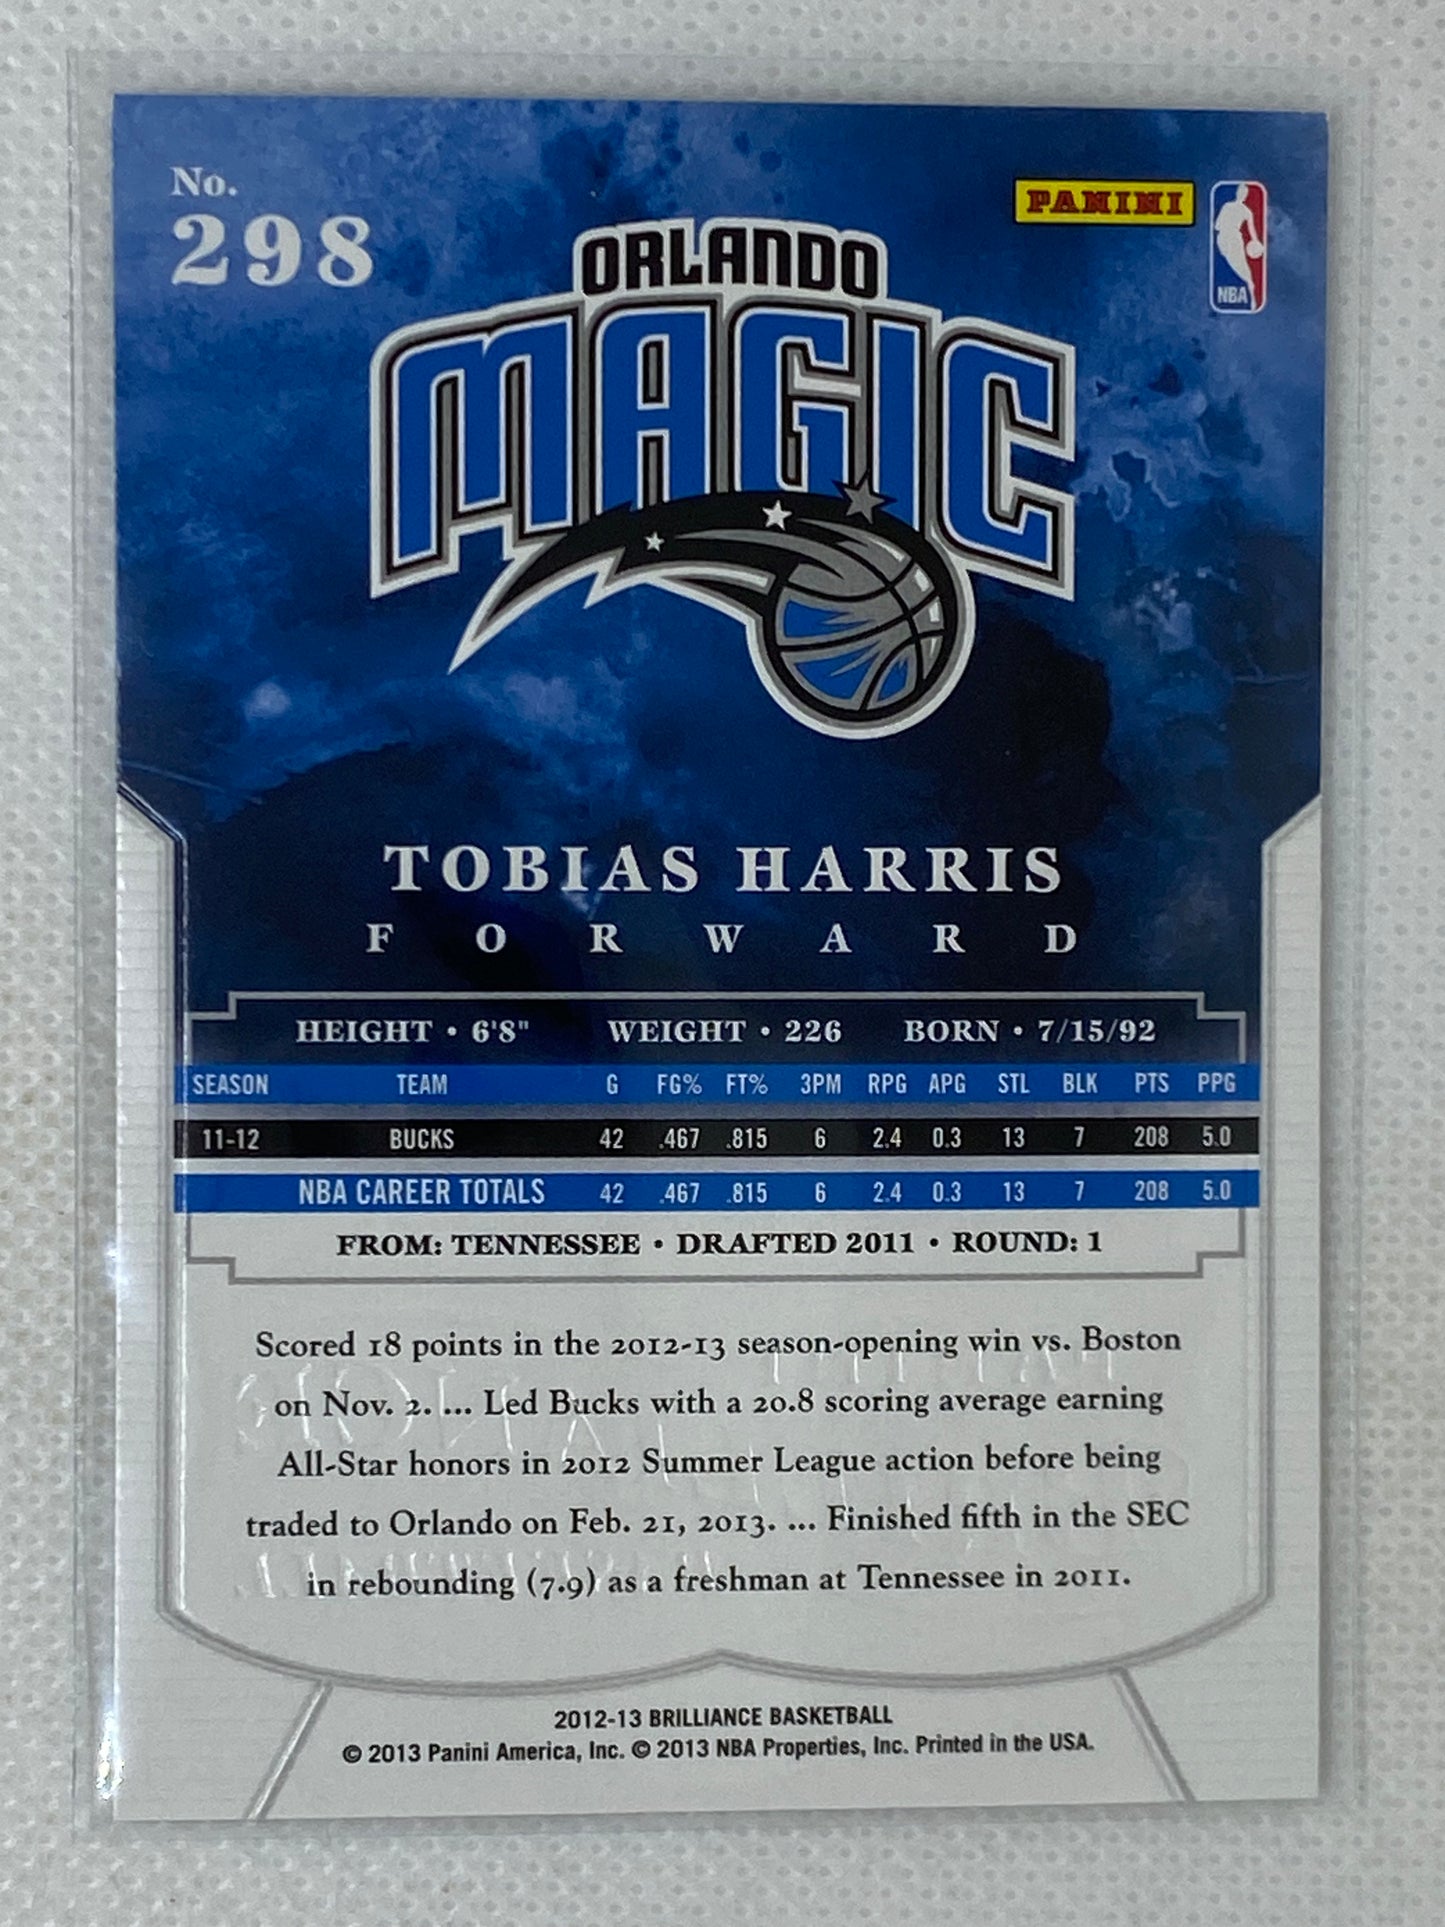 No.
298
PANINI
NBA
ORLANDO
MAGIC
TOBIAS HARRIS
FORWARD
HEIGHT • 6'8" WEIGHT • 226 BORN • 7/15/92
SEASON TEAM G FG% FT% 3PM RPG APG STL BLK PTS PPG
11-12 BUCKS 42 .467 .815 6 2.4 0.3 13 7 208 5.0
NBA CAREER TOTALS 42 .467 .815 6 2.4 0.3 13 7 208 5.0
FROM: TENNESSEE • DRAFTED 2011 • ROUND: 1
Scored 18 points in the 2012-13 season-opening win vs. Boston
on Nov. 2. ... Led Bucks with a 20.8 scoring average earning
All-Star honors in 2012 Summer League action before being
traded to Orlando on Feb. 21, 2013. ... Finished fifth in the SEC
in rebounding (7.9) as a freshman at Tennessee in 2011.
2012-13 BRILLIANCE BASKETBALL
© 2013 Panini America, Inc. © 2013 NBA Properties, Inc. Printed in the USA.